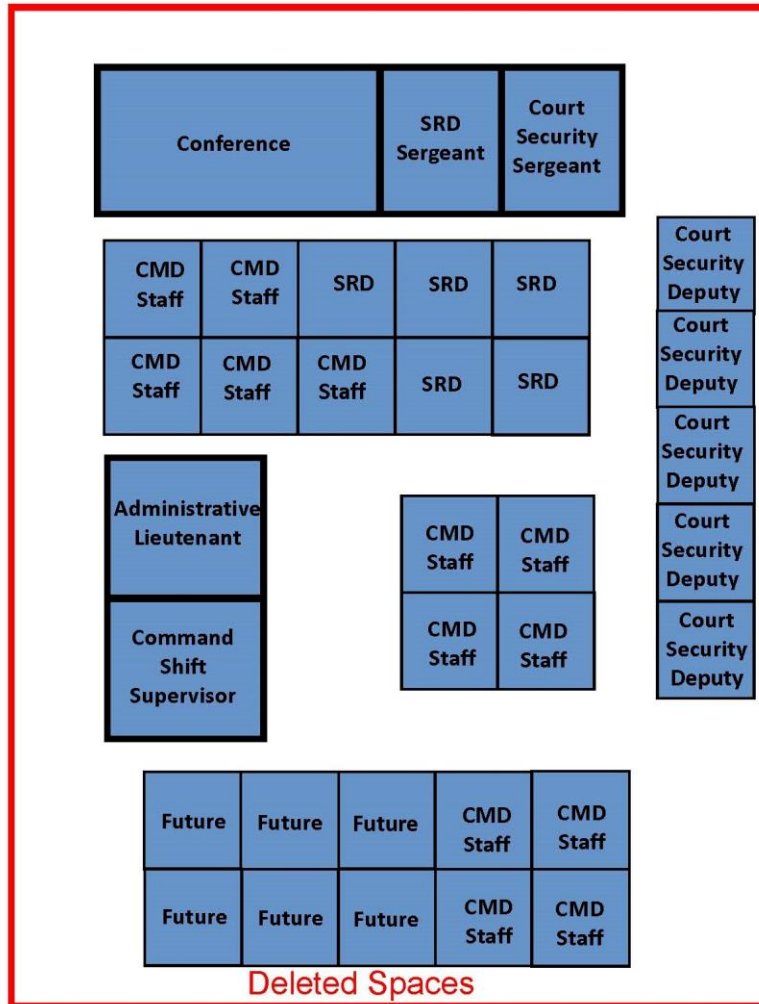 Conference
SRD
Sergeant
Court
Security
Sergeant
CMD
Staff
CMD
Staff
SRD
SRD
SRD
CMD
Staff
CMD
Staff
CMD
Staff
SRD
SRD
Court
Security
Deputy
Court
Security
Deputy
Court
Security
Deputy
Court
Security
Deputy
Court
Security
Deputy
Administrative
Lieutenant
Command
Shift
Supervisor
CMD
Staff
CMD
Staff
CMD
Staff
CMD
Staff
Future
Future
Future
CMD
Staff
CMD
Staff
Future
Future
Future
CMD
Staff
CMD
Staff
Deleted Spaces